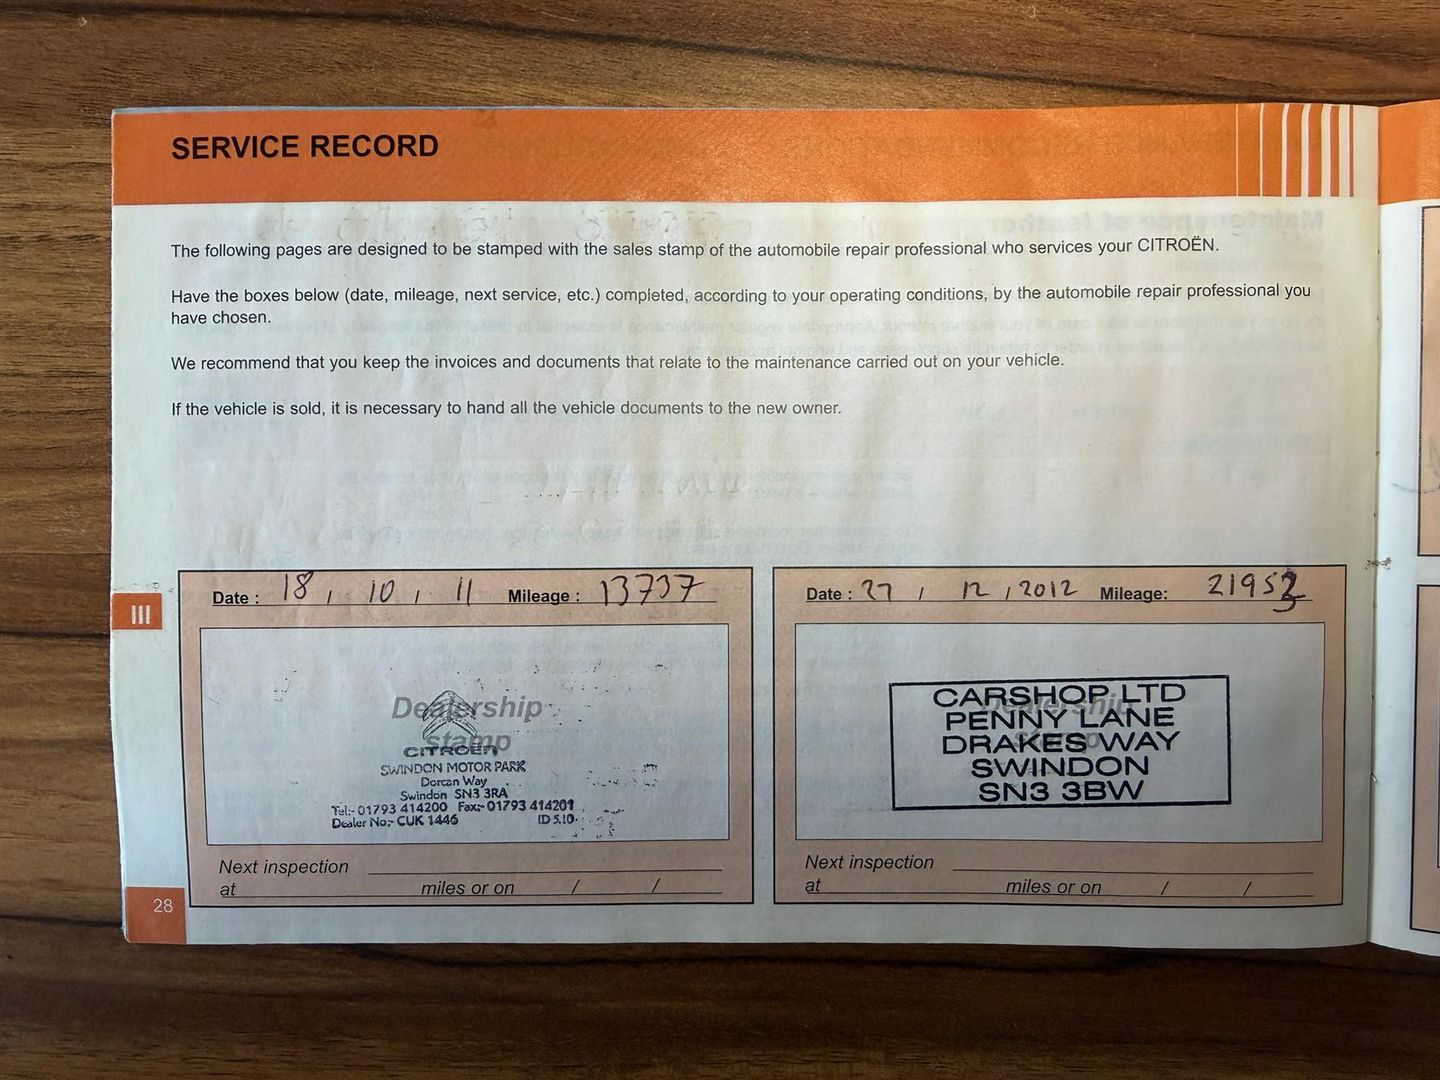 SERVICE RECORD
The following pages are designed to be stamped with the sales stamp of the automobile repair professional who services your CITROËN.
Have the boxes below (date, mileage, next service, etc.) completed, according to your operating conditions, by the automobile repair professional you
have chosen.
We recommend that you keep the invoices and documents that relate to the maintenance carried out on your vehicle.
If the vehicle is sold, it is necessary to hand all the vehicle documents to the new owner.
III
Date : 18 / 10 / 11 Mileage : 13737
Dealership
stamp
CITROËN
SWINDON MOTOR PARK
Dorcan Way
Swindon SN3 3RA
Tel:- 01793 414200 Fax:- 01793 414201
Dealer No:- CUK 1446 ID 5.10
Next inspection
at miles or on / /
Date : 27 / 12 / 2012 Mileage:
Dealership
stamp
CARSHOP LTD
PENNY LANE
DRAKES WAY
SWINDON
SN3 3BW
Next inspection
at miles or on / /
28